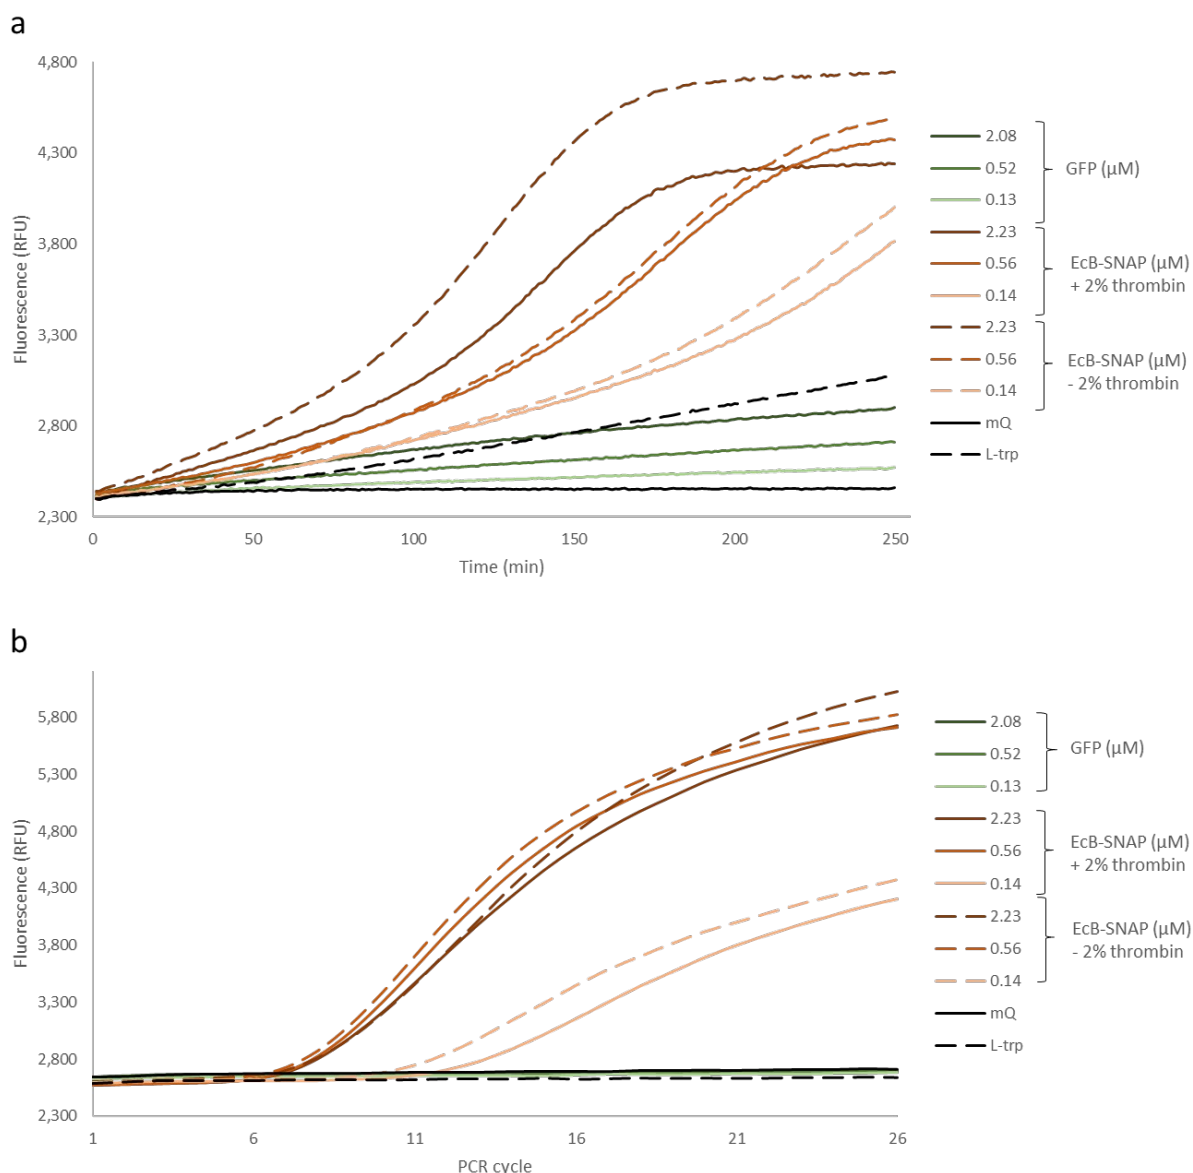 a
4,800
4,300
3,800
3,300
2,800
2,300
Fluorescence (RFU)
0
50
100
150
200
250
Time (min)
2.08
0.52
0.13
GFP (μM)
2.23
0.56
0.14
EcB-SNAP (μM)
+ 2% thrombin
2.23
0.56
0.14
EcB-SNAP (μM)
- 2% thrombin
mQ
L-trp
b
5,800
5,300
4,800
4,300
3,800
3,300
2,800
2,300
Fluorescence (RFU)
1
6
11
16
21
26
PCR cycle
2.08
0.52
0.13
GFP (μM)
2.23
0.56
0.14
EcB-SNAP (μM)
+ 2% thrombin
2.23
0.56
0.14
EcB-SNAP (μM)
- 2% thrombin
mQ
L-trp